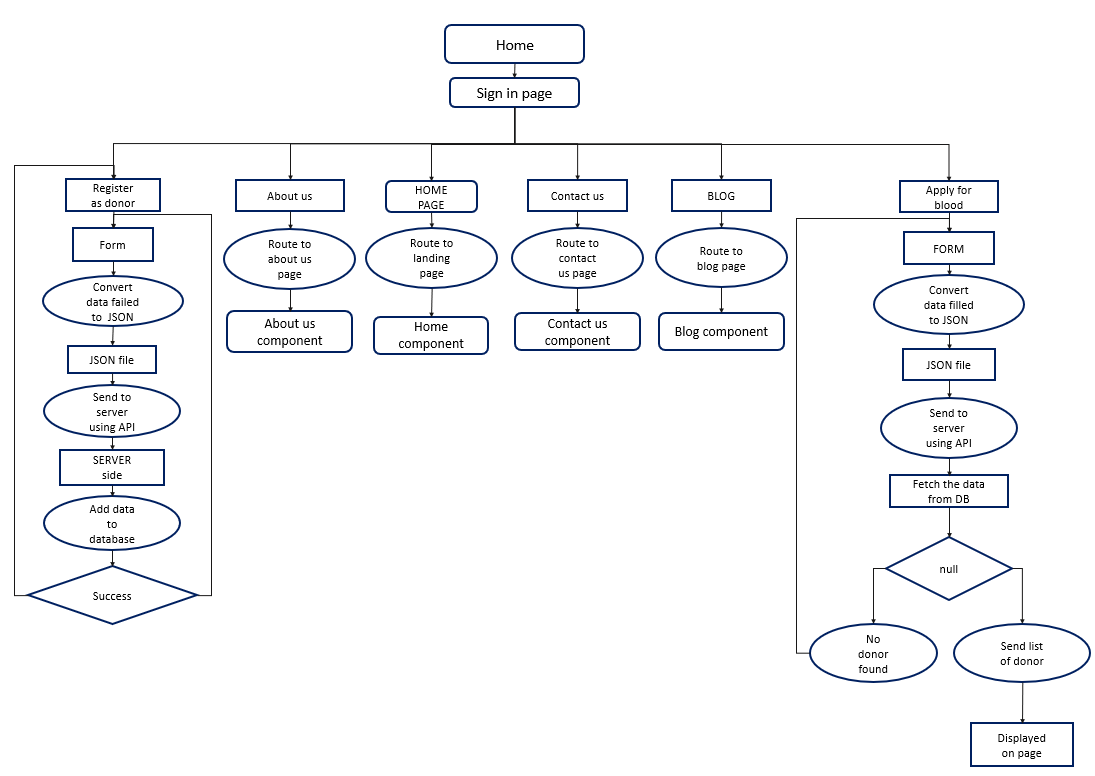 Home
Sign in page
Register
as donor
Form
Convert
data failed
to JSON
JSON file
Send to
server
using API
SERVER
side
Add data
to
database
Success
About us
Route to
about us
page
About us
component
HOME
PAGE
Route to
landing
page
Home
component
Contact us
Route to
contact
us page
Contact us
component
BLOG
Route to
blog page
Blog component
Apply for
blood
FORM
Convert
data filled
to JSON
JSON file
Send to
server
using API
Fetch the data
from DB
null
No
donor
found
Send list
of donor
Displayed
on page